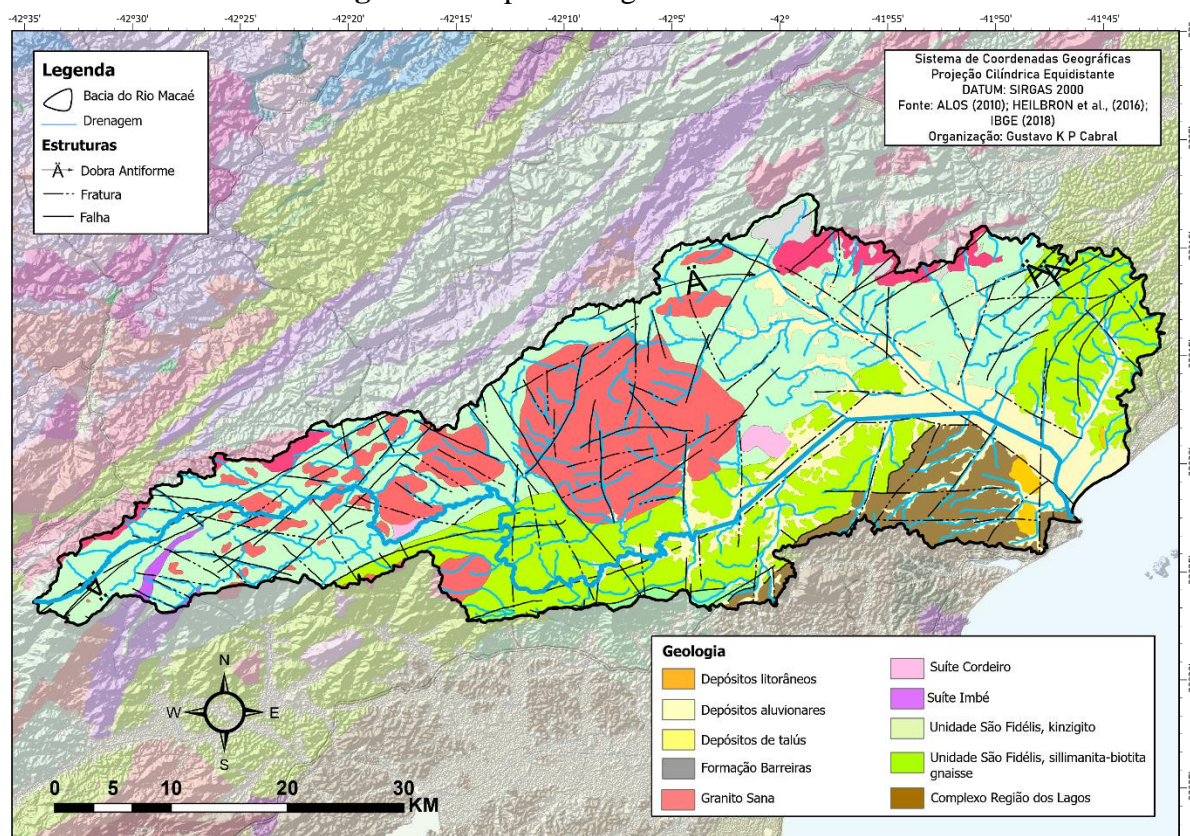 -42°35' -42°30' -42°25' -42°20' -42°15' -42°10' -42°5' -42° -41°55' -41°50' -41°45'
Legenda
Bacia do Rio Macaé
Drenagem
Estruturas
Ä Dobra Antiforme
Fratura
Falha
Sistema de Coordenadas Geográficas
Projeção Cilíndrica Equidistante
DATUM: SIRGAS 2000
Fonte: ALOS (2010); HEILBRON et al., (2016);
IBGE (2018)
Organização: Gustavo K P Cabral
Ä
Ä
N
W E
S
0 5 10 20 30
KM
Geologia
Depósitos litorâneos
Depósitos aluvionares
Depósitos de talús
Formação Barreiras
Granito Sana
Suíte Cordeiro
Suíte Imbé
Unidade São Fidélis, kinzigito
Unidade São Fidélis, sillimanita-biotita
gnaisse
Complexo Região dos Lagos